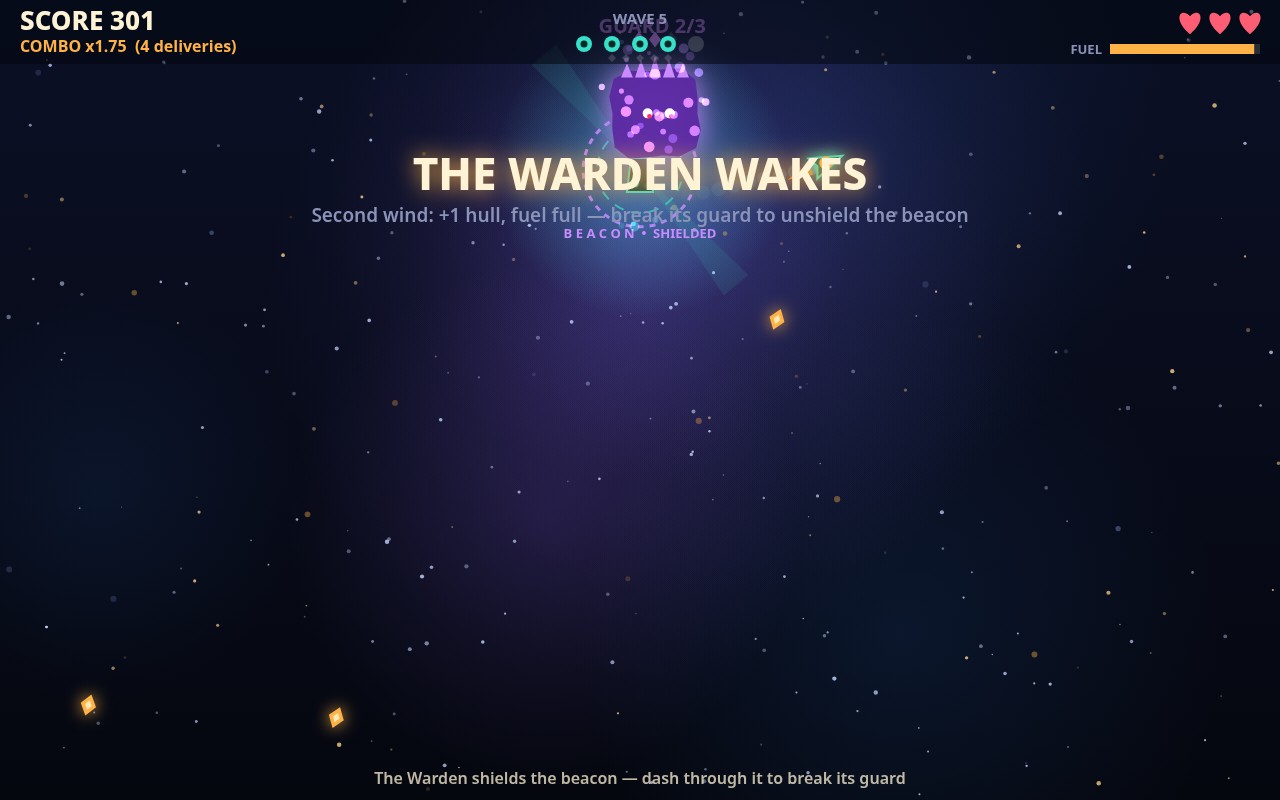 SCORE 301
COMBO x1.75  (4 deliveries)
WAVE 5
GUARD 2/3
FUEL
THE WARDEN WAKES
Second wind: +1 hull, fuel full — break its guard to unshield the beacon
BEACON • SHIELDED
The Warden shields the beacon — dash through it to break its guard